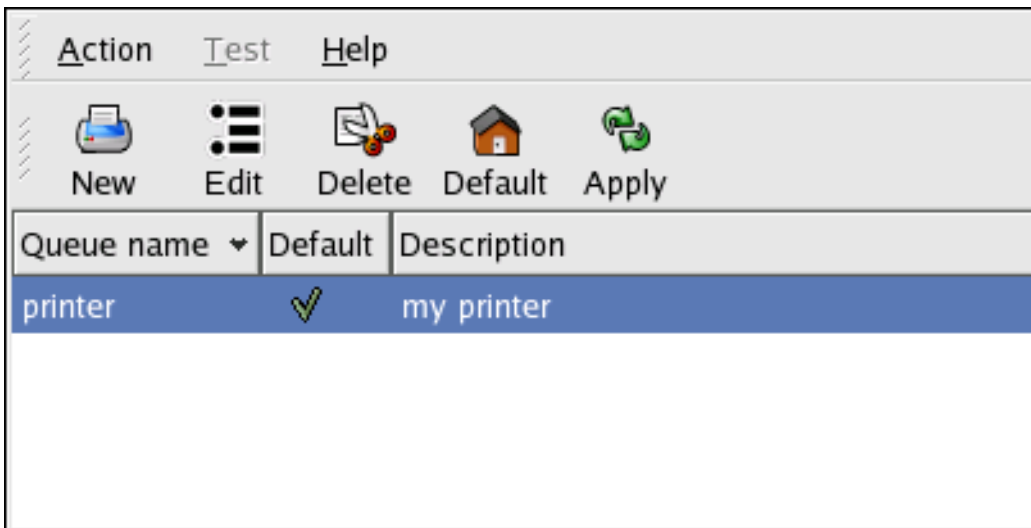 Action Test Help
New Edit Delete Default Apply
Queue name Default Description
printer my printer